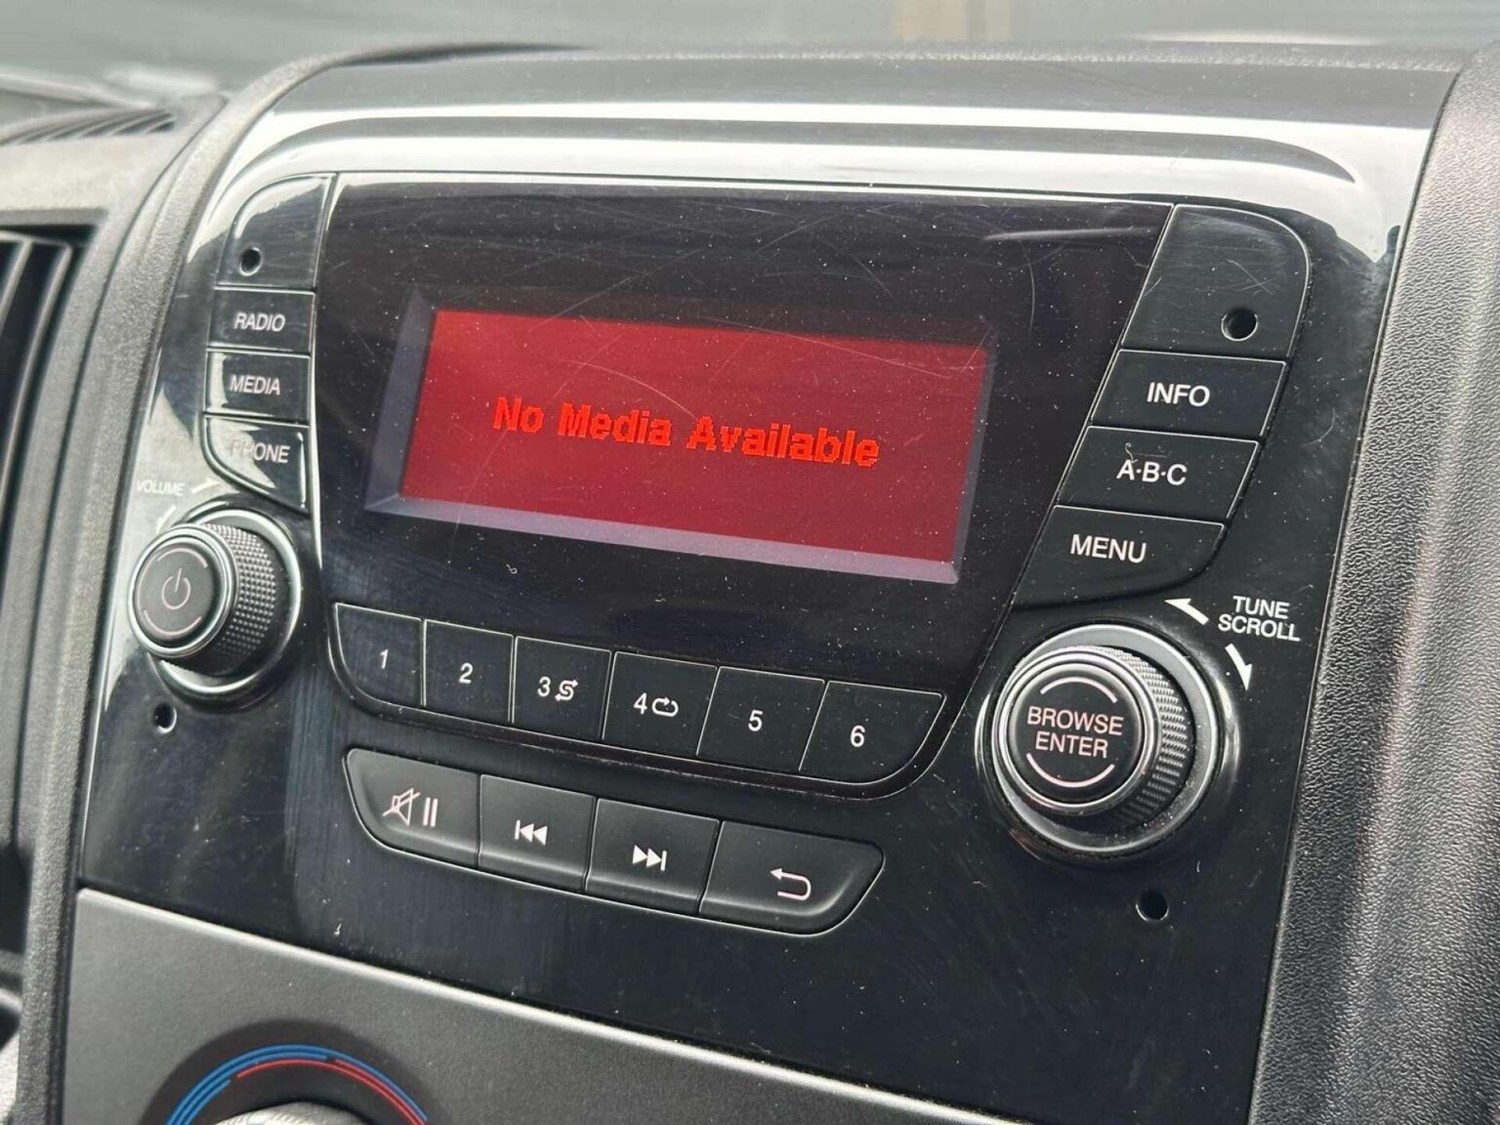 RADIO
MEDIA
PHONE
VOLUME
No Media Available
INFO
A·B·C
MENU
TUNE
SCROLL
BROWSE
ENTER
1
2
3
4
5
6